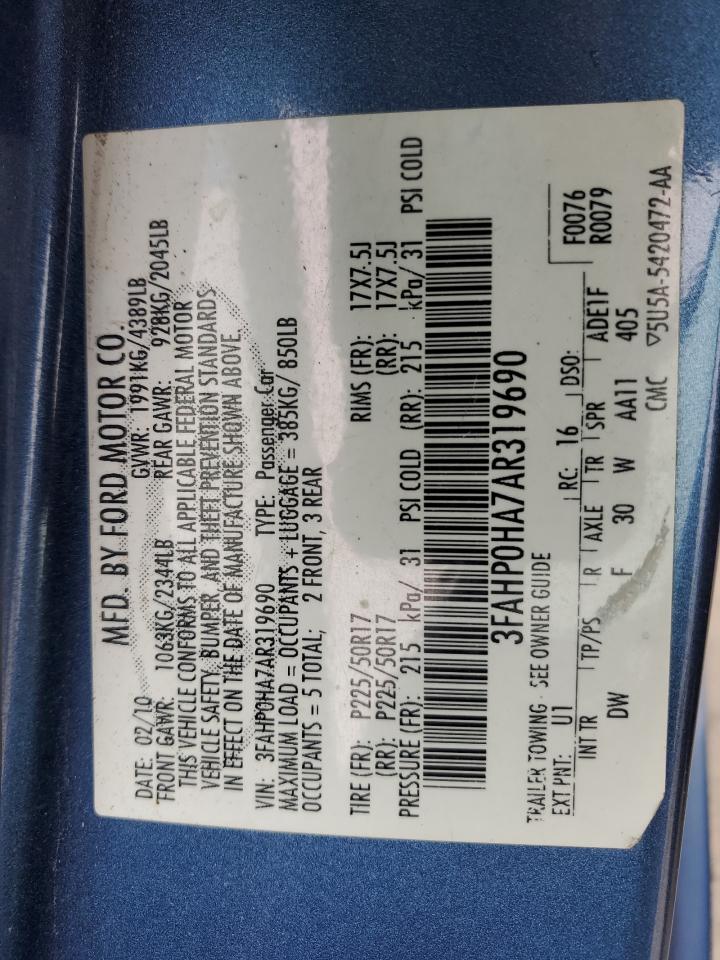 MFD. BY FORD MOTOR CO.
DATE: 02/10 GVWR: 1991KG/4389LB
FRONT GAWR: 1063KG/2344LB REAR GAWR: 928KG/2045LB
THIS VEHICLE CONFORMS TO ALL APPLICABLE FEDERAL MOTOR
VEHICLE SAFETY, BUMPER, AND THEFT PREVENTION STANDARDS
IN EFFECT ON THE DATE OF MANUFACTURE SHOWN ABOVE.
VIN: 3FAHP0HA7AR319690 TYPE: Passenger Car
MAXIMUM LOAD = OCCUPANTS + LUGGAGE = 385KG/ 850LB
OCCUPANTS = 5 TOTAL; 2 FRONT, 3 REAR
TIRE (FR): P225/50R17 RIMS (FR): 17X7.5J
(RR): P225/50R17 (RR): 17X7.5J
PRESSURE (FR): 215 kPa/ 31 PSI COLD (RR): 215 kPa/ 31 PSI COLD
3FAHP0HA7AR319690
TRAILER TOWING - SEE OWNER GUIDE
EXT PNT: U1 RC: 16 DSO: F0076
INT TR TP/PS R AXLE TR SPR R0079
DW F 30 W AA11 ADE1F
405
CMC ▽5U5A-5420472-AA